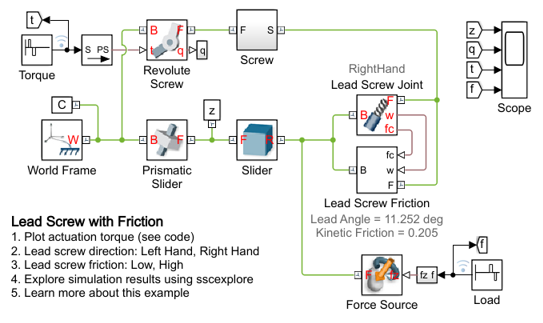 t
z
q
t
f
S PS
B F
t q
q
F S
Torque
Revolute
Screw
Screw
Scope
RightHand
Lead Screw Joint
C
z
F
B w
fc
W
B F
F R
fc
B w
F
World Frame
Prismatic
Slider
Slider
Lead Screw Friction
Lead Angle = 11.252 deg
Kinetic Friction = 0.205
Lead Screw with Friction
1. Plot actuation torque (see code)
2. Lead screw direction: Left Hand, Right Hand
3. Lead screw friction: Low, High
4. Explore simulation results using sscexplore
5. Learn more about this example
f
F
fz f
Force Source
Load